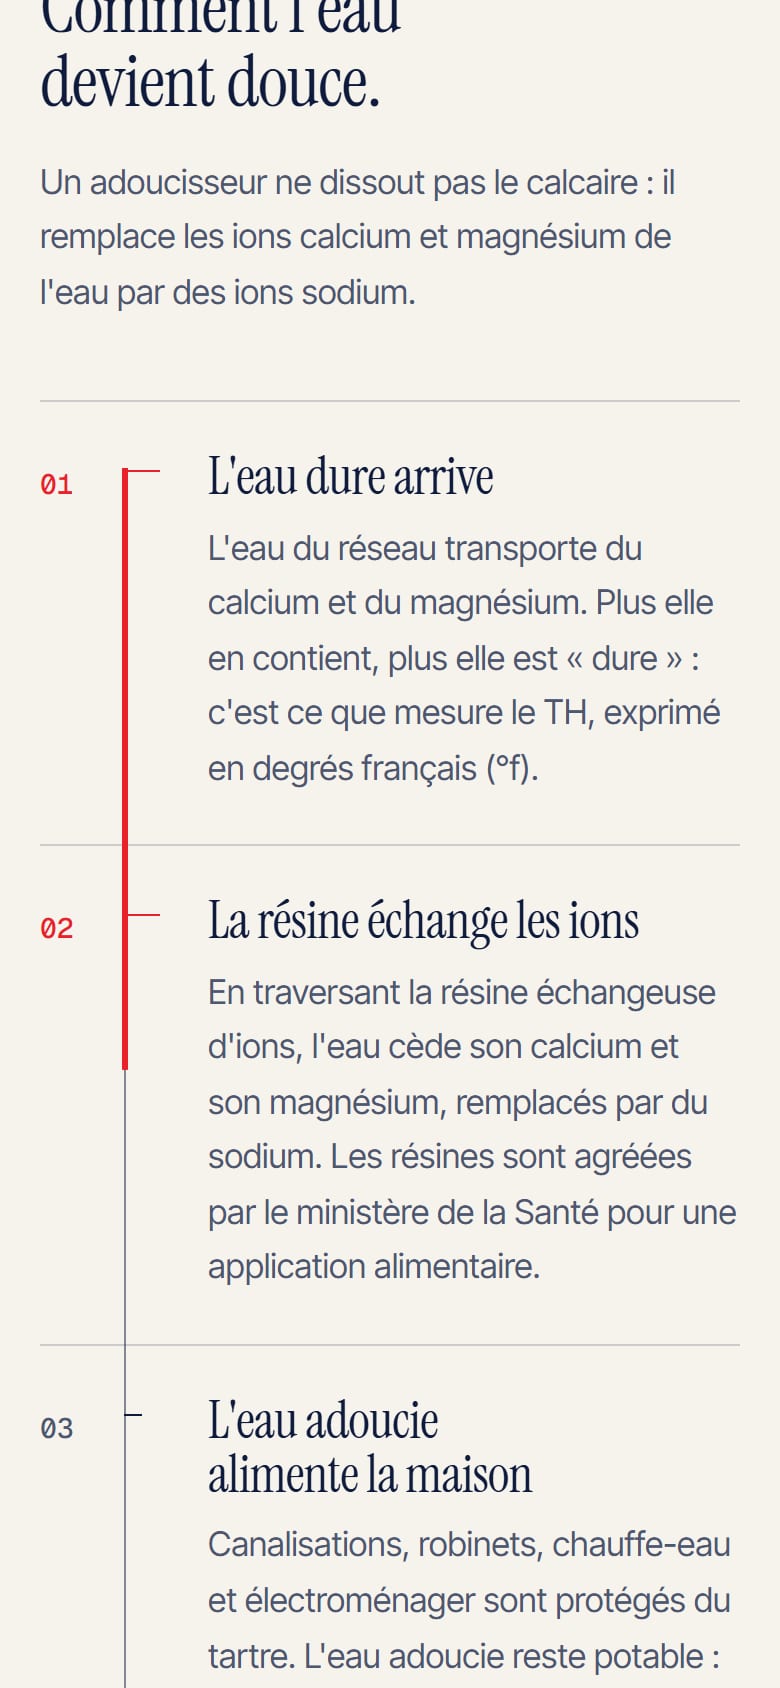 Comment l'eau
devient douce.
Un adoucisseur ne dissout pas le calcaire : il
remplace les ions calcium et magnésium de
l'eau par des ions sodium.
01
L'eau dure arrive
L'eau du réseau transporte du
calcium et du magnésium. Plus elle
en contient, plus elle est « dure » :
c'est ce que mesure le TH, exprimé
en degrés français (°f).
02
La résine échange les ions
En traversant la résine échangeuse
d'ions, l'eau cède son calcium et
son magnésium, remplacés par du
sodium. Les résines sont agréées
par le ministère de la Santé pour une
application alimentaire.
03
L'eau adoucie
alimente la maison
Canalisations, robinets, chauffe-eau
et électroménager sont protégés du
tartre. L'eau adoucie reste potable :